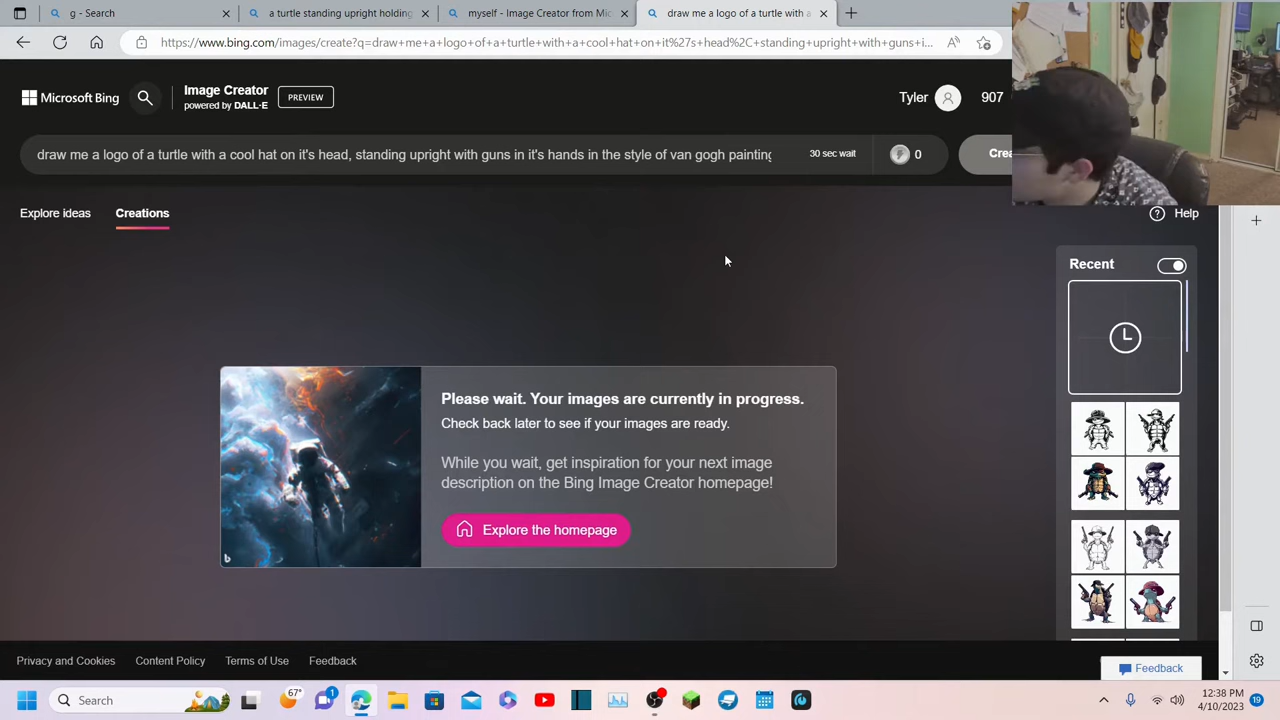 g - Search
a turtle standing upright holding
myself - Image Creator from Mic
draw me a logo of a turtle with a
https://www.bing.com/images/create?q=draw+me+a+logo+of+a+turtle+with+a+cool+hat+on+it%27s+head%2C+standing+upright+with+guns+i...
Microsoft Bing
Image Creator
powered by DALL·E
PREVIEW
Tyler
907
draw me a logo of a turtle with a cool hat on it's head, standing upright with guns in it's hands in the style of van gogh painting
30 sec wait
0
Crea
Explore ideas
Creations
Help
Recent
Please wait. Your images are currently in progress.
Check back later to see if your images are ready.
While you wait, get inspiration for your next image
description on the Bing Image Creator homepage!
Explore the homepage
Privacy and Cookies
Content Policy
Terms of Use
Feedback
Feedback
Search
67°
1
12:38 PM
4/10/2023
19